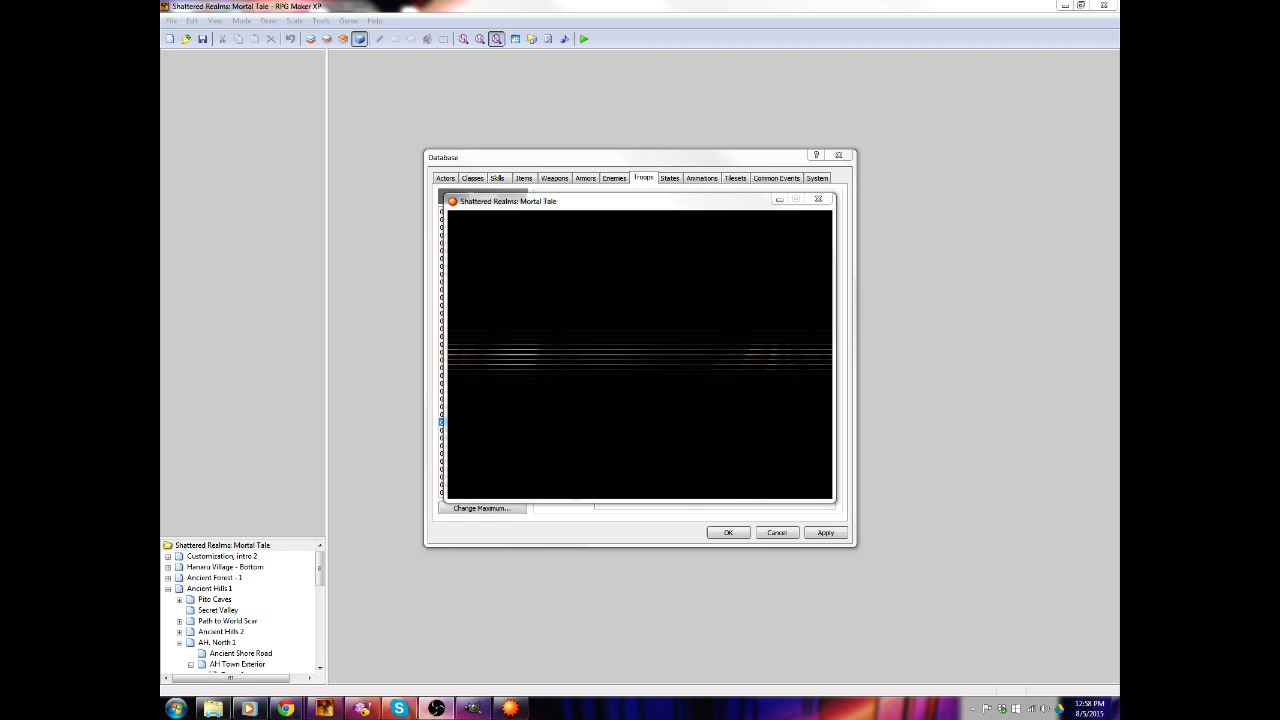 Shattered Realms: Mortal Tale - RPG Maker XP
File Edit View Mode Draw Scale Tools Game Help
Database
Actors Classes Skills Items Weapons Armors Enemies Troops States Animations Tilesets Common Events System
Shattered Realms: Mortal Tale
Change Maximum...
OK Cancel Apply
Shattered Realms: Mortal Tale
Customization, intro 2
Hanaru Village - Bottom
Ancient Forest - 1
Ancient Hills 1
Pito Caves
Secret Valley
Path to World Scar
Ancient Hills 2
AH. North 1
Ancient Shore Road
AH Town Exterior
12:58 PM
8/5/2015